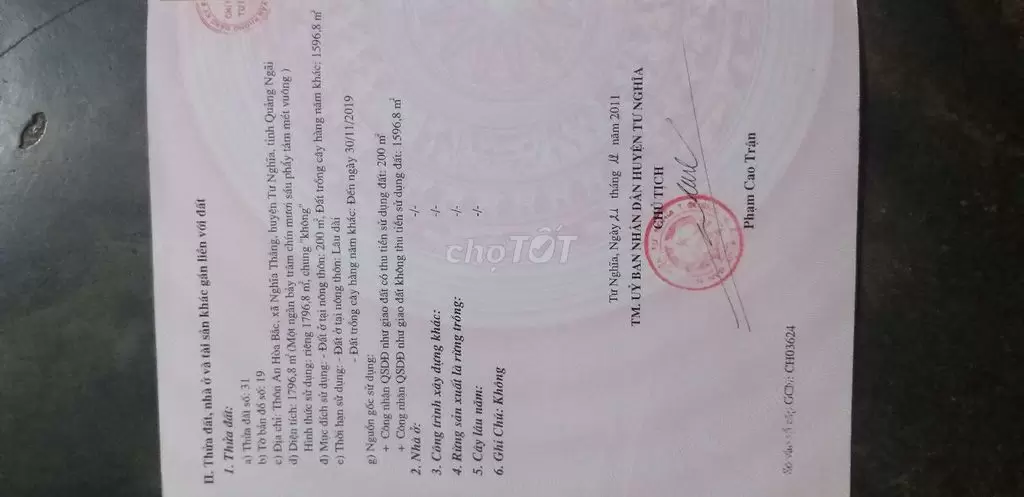 II. Thửa đất, nhà ở và tài sản khác gắn liền với đất
1. Thửa đất:
a) Thửa đất số: 31
b) Tờ bản đồ số: 19
c) Địa chỉ: Thôn An Hòa Bắc, xã Nghĩa Thắng, huyện Tư Nghĩa, tỉnh Quảng Ngãi
d) Diện tích: 1796,8 m² (Một ngàn bảy trăm chín mươi sáu phẩy tám mét vuông )
Hình thức sử dụng: riêng 1796,8 m², chung "không"
đ) Mục đích sử dụng: - Đất ở tại nông thôn: 200 m², Đất trồng cây hàng năm khác: 1596,8 m²
e) Thời hạn sử dụng: - Đất ở tại nông thôn: Lâu dài
- Đất trồng cây hàng năm khác: Đến ngày 30/11/2019
g) Nguồn gốc sử dụng:
+ Công nhận QSDĐ như giao đất có thu tiền sử dụng đất: 200 m²
+ Công nhận QSDĐ như giao đất không thu tiền sử dụng đất: 1596,8 m²
2. Nhà ở: -/-
3. Công trình xây dựng khác: -/-
4. Rừng sản xuất là rừng trồng: -/-
5. Cây lâu năm: -/-
6. Ghi Chú: Không
chợTỐT
Tư Nghĩa, Ngày 21 tháng 12 năm 2011
TM. UỶ BAN NHÂN DÂN HUYỆN TƯ NGHĨA
CHỦ TỊCH
Phạm Cao Trận
Số vào sổ cấp GCN: CH03624